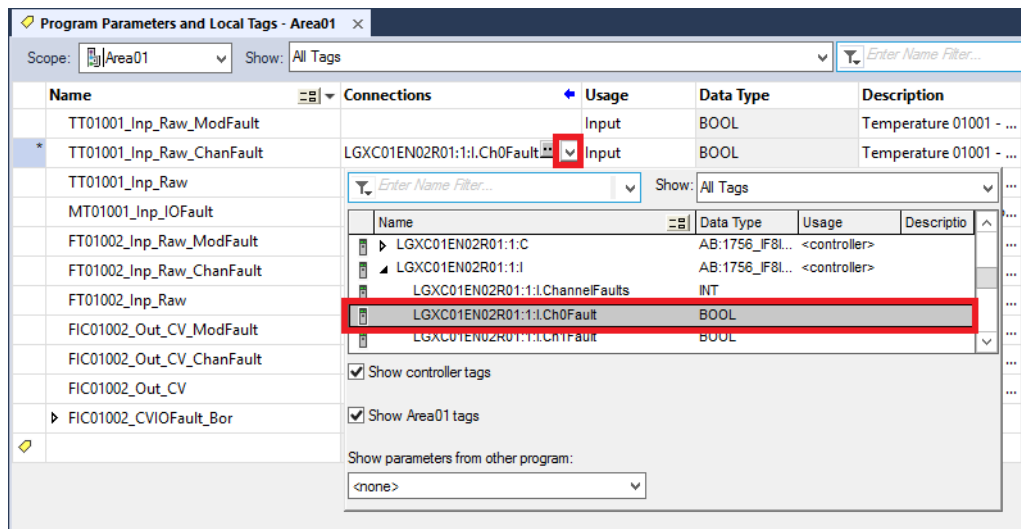 Program Parameters and Local Tags - Area01 ×
Scope: Area01 Show: All Tags Enter Name Filter...
Name Connections Usage Data Type Description
TT01001_Inp_Raw_ModFault Input BOOL Temperature 01001 - ...
* TT01001_Inp_Raw_ChanFault LGXC01EN02R01:1:I.Ch0Fault Input BOOL Temperature 01001 - ...
TT01001_Inp_Raw
MT01001_Inp_IOFault
FT01002_Inp_Raw_ModFault
FT01002_Inp_Raw_ChanFault
FT01002_Inp_Raw
FIC01002_Out_CV_ModFault
FIC01002_Out_CV_ChanFault
FIC01002_Out_CV
FIC01002_CVIOFault_Bor
Enter Name Filter... Show: All Tags
Name Data Type Usage Descriptio
LGXC01EN02R01:1:C AB:1756_IF8I... <controller>
LGXC01EN02R01:1:I AB:1756_IF8I... <controller>
LGXC01EN02R01:1:I.ChannelFaults INT
LGXC01EN02R01:1:I.Ch0Fault BOOL
LGXC01EN02R01:1:I.Ch1Fault BOOL
Show controller tags
Show Area01 tags
Show parameters from other program:
<none>